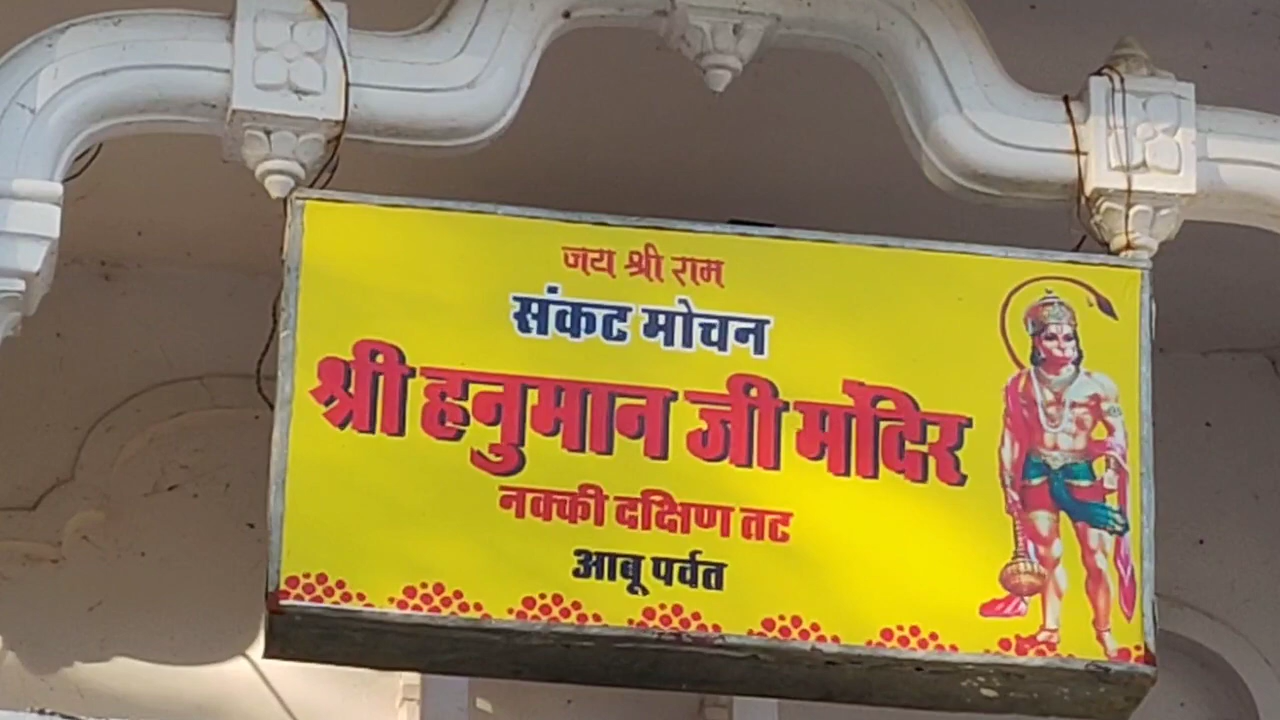 जय श्री राम
संकट मोचन
श्री हनुमान जी मंदिर
नक्की दक्षिण तट
आबू पर्वत